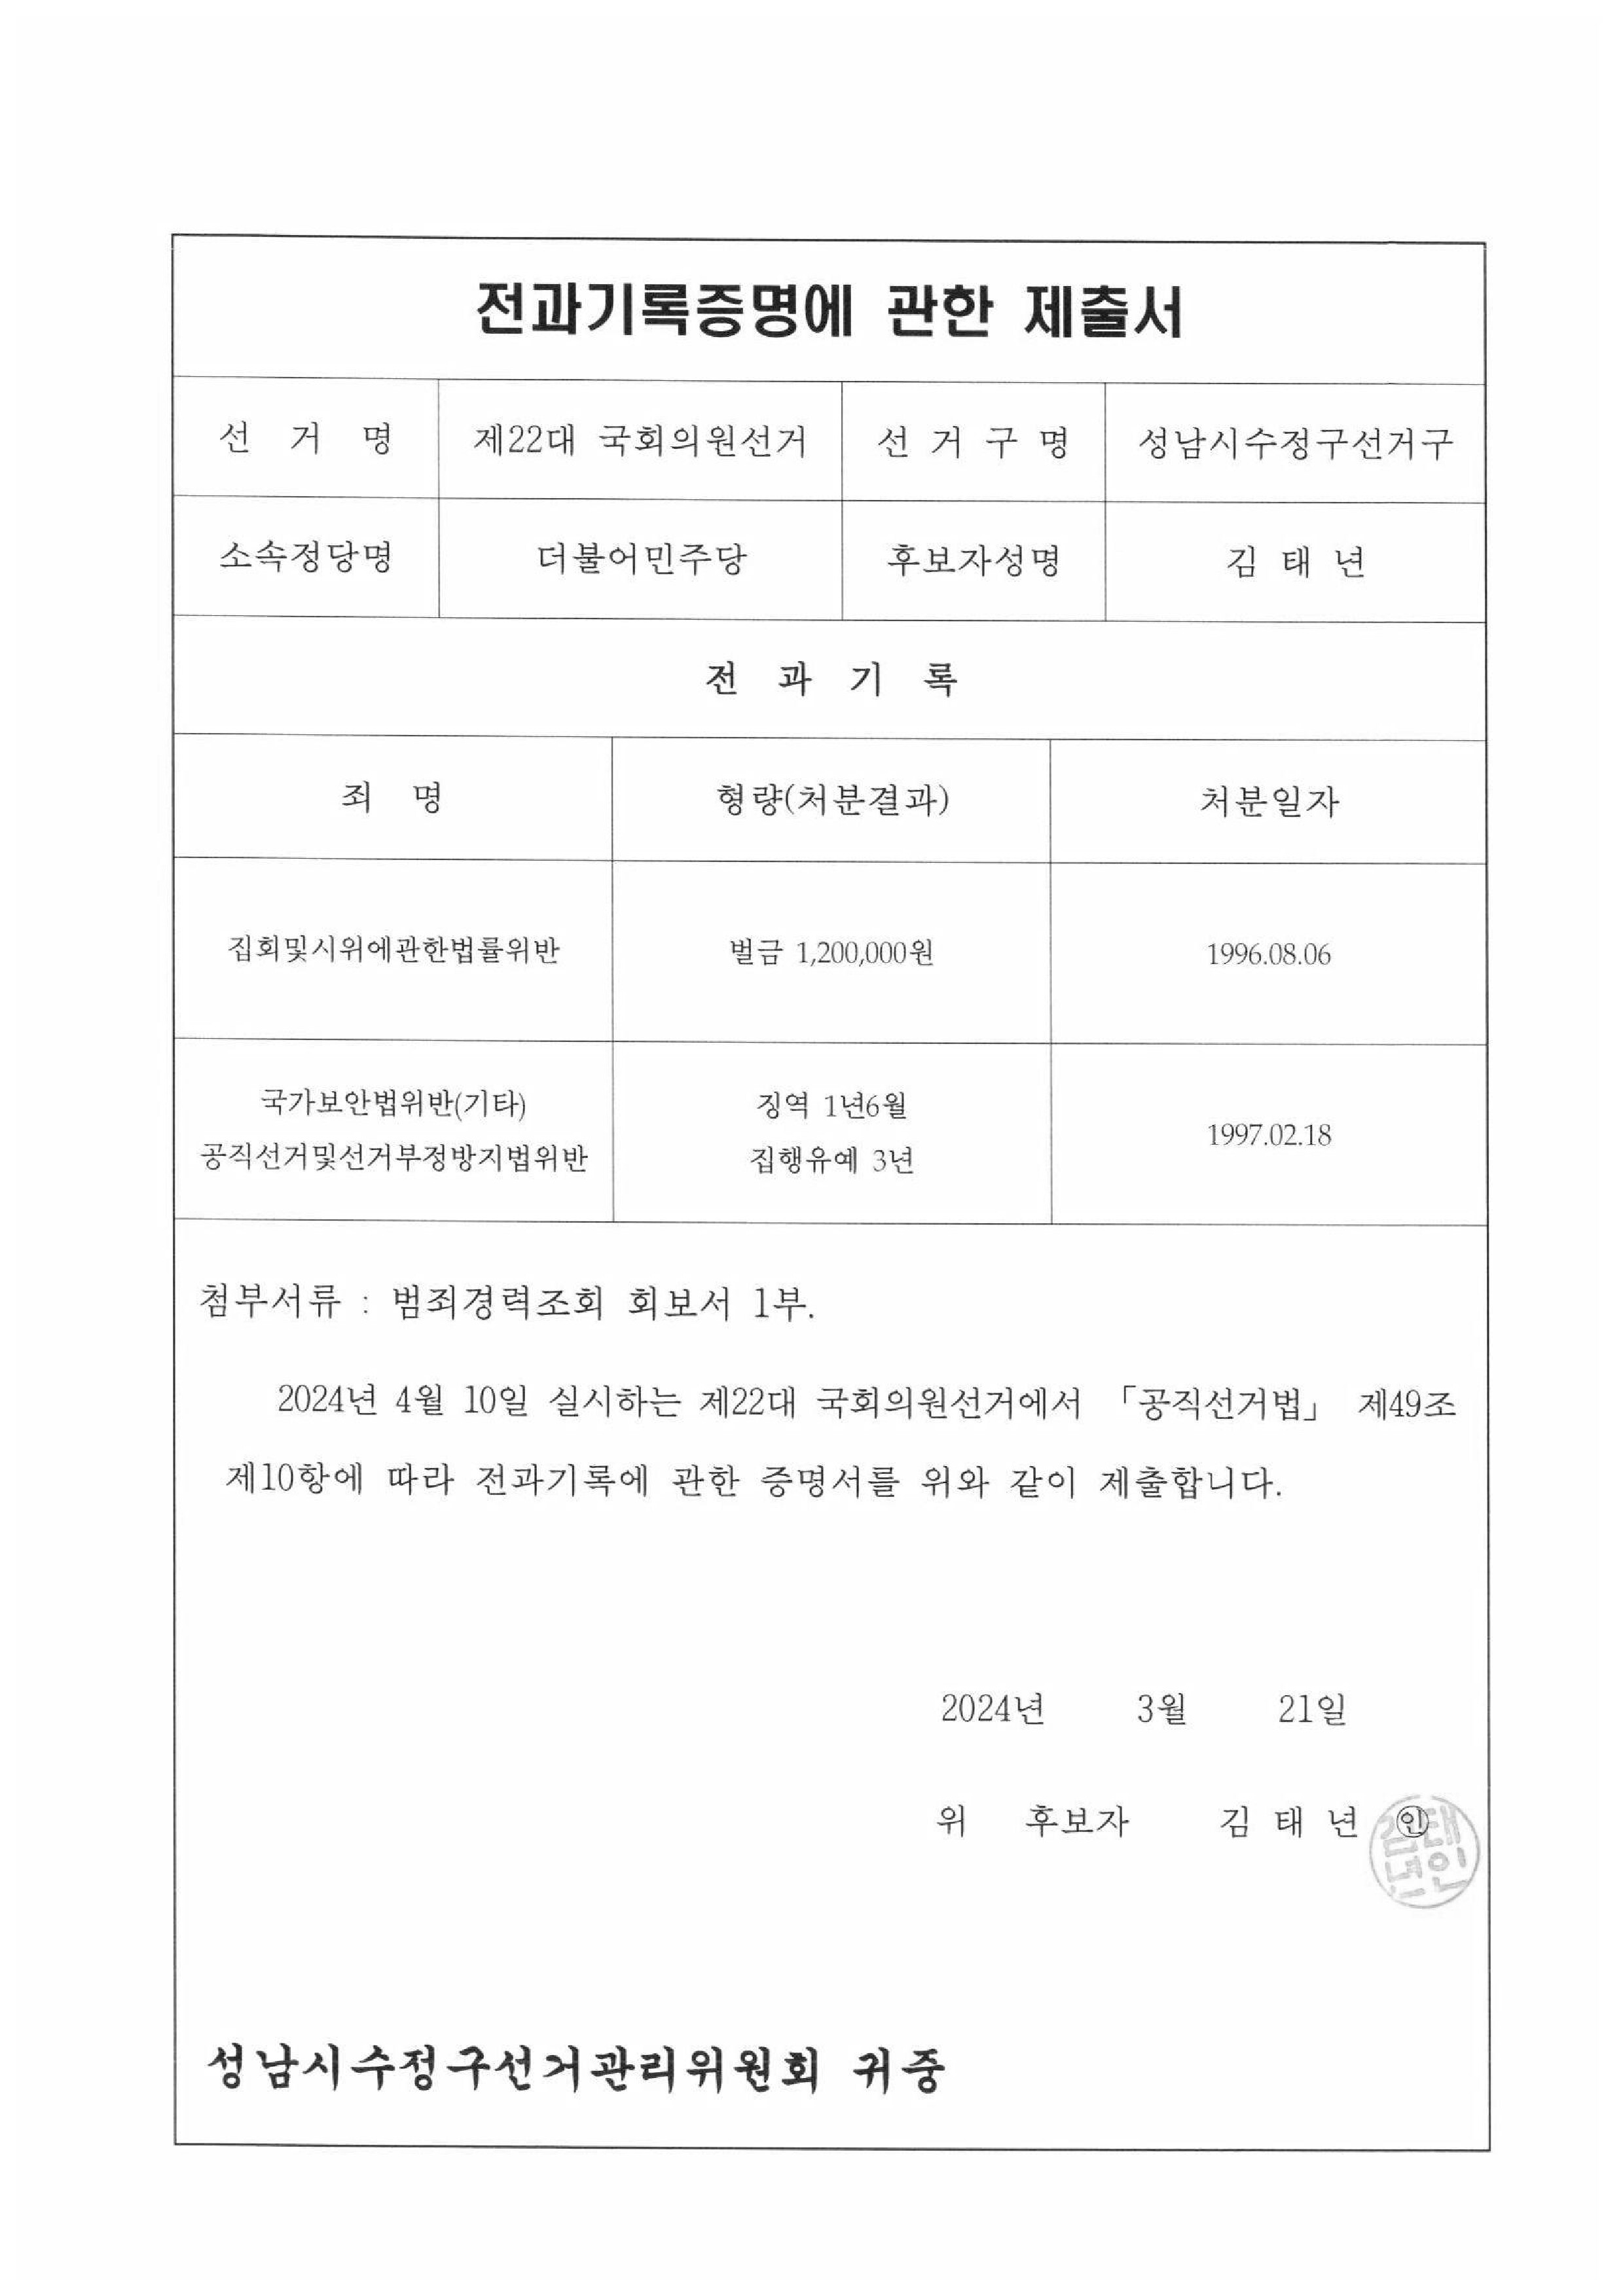 전과기록증명에 관한 제출서
선 거 명 제22대 국회의원선거 선 거 구 명 성남시수정구선거구
소속정당명 더불어민주당 후보자성명 김 태 년
전 과 기 록
죄 명 형량(처분결과) 처분일자
집회및시위에관한법률위반 벌금 1,200,000원 1996.08.06
국가보안법위반(기타)
공직선거및선거부정방지법위반
징역 1년6월
집행유예 3년
1997.02.18
첨부서류 : 범죄경력조회 회보서 1부.
2024년 4월 10일 실시하는 제22대 국회의원선거에서 「공직선거법」 제49조
제10항에 따라 전과기록에 관한 증명서를 위와 같이 제출합니다.
2024년 3월 21일
위 후보자 김 태 년 ㊞
김태
년인
성남시수정구선거관리위원회 귀중